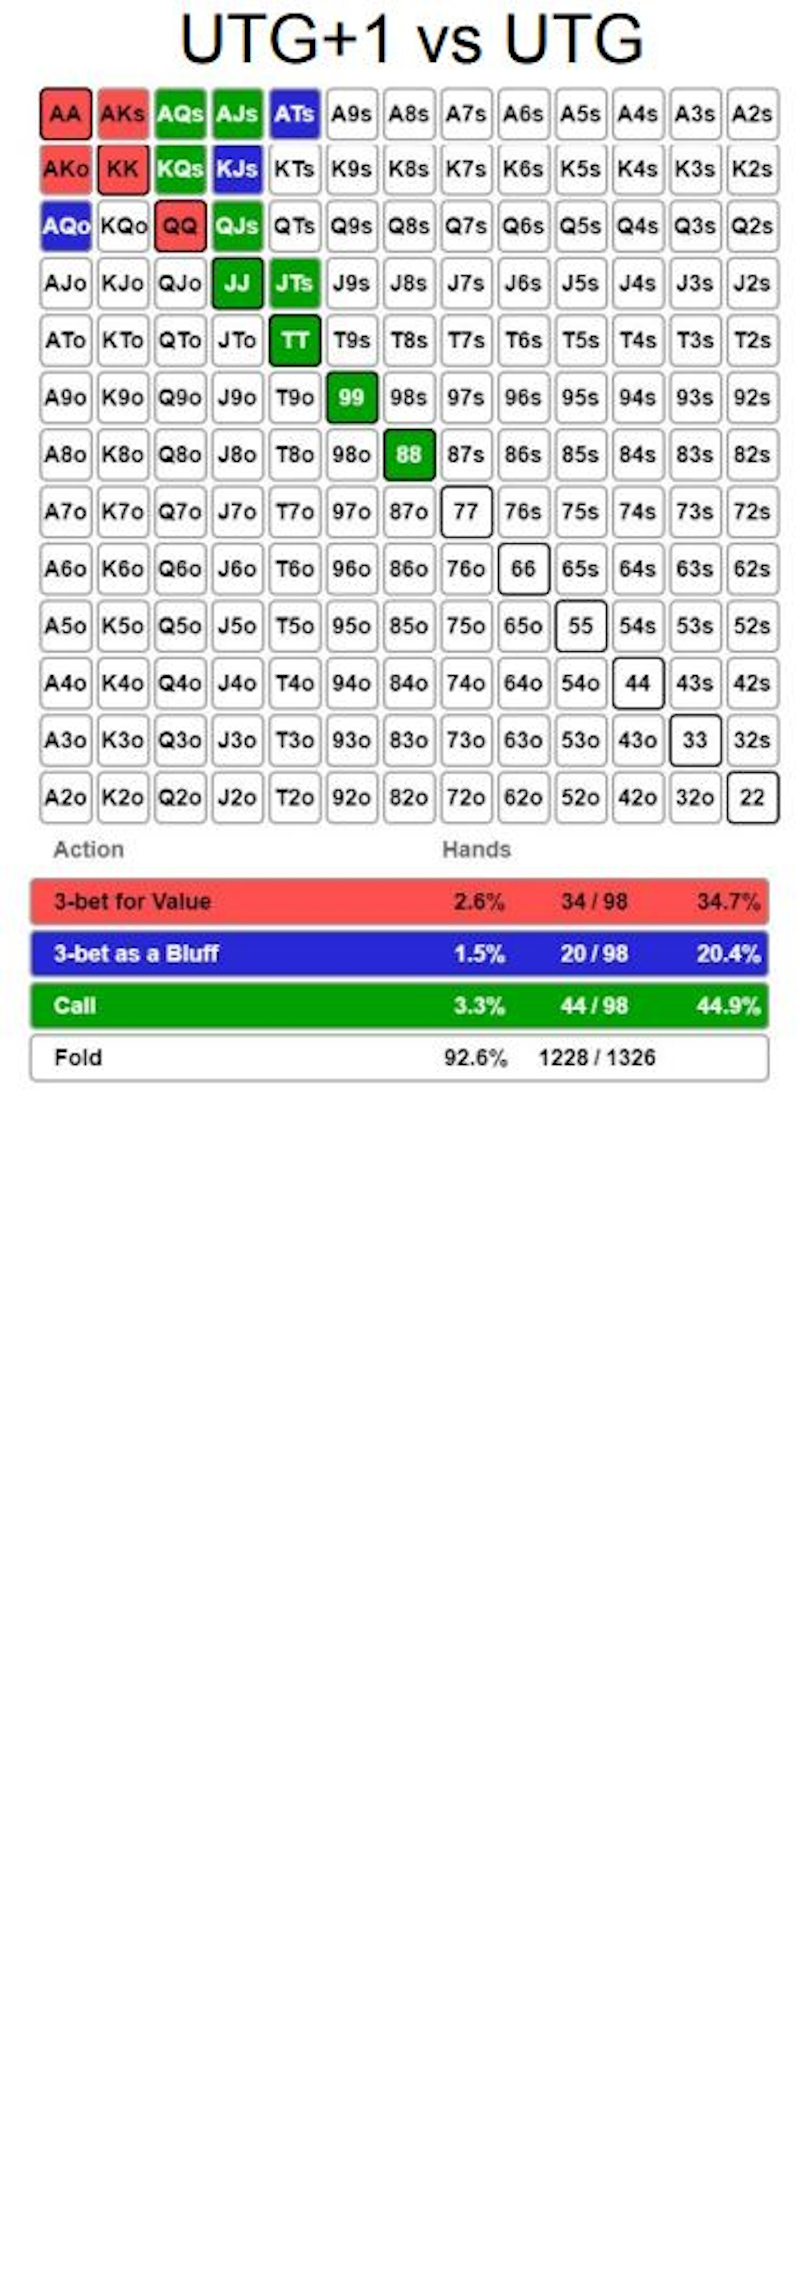 UTG+1 vs UTG
AA AKs AQs AJs ATs A9s A8s A7s A6s A5s A4s A3s A2s
AKo KK KQs KJs KTs K9s K8s K7s K6s K5s K4s K3s K2s
AQo KQo QQ QJs QTs Q9s Q8s Q7s Q6s Q5s Q4s Q3s Q2s
AJo KJo QJo JJ JTs J9s J8s J7s J6s J5s J4s J3s J2s
ATo KTo QTo JTo TT T9s T8s T7s T6s T5s T4s T3s T2s
A9o K9o Q9o J9o T9o 99 98s 97s 96s 95s 94s 93s 92s
A8o K8o Q8o J8o T8o 98o 88 87s 86s 85s 84s 83s 82s
A7o K7o Q7o J7o T7o 97o 87o 77 76s 75s 74s 73s 72s
A6o K6o Q6o J6o T6o 96o 86o 76o 66 65s 64s 63s 62s
A5o K5o Q5o J5o T5o 95o 85o 75o 65o 55 54s 53s 52s
A4o K4o Q4o J4o T4o 94o 84o 74o 64o 54o 44 43s 42s
A3o K3o Q3o J3o T3o 93o 83o 73o 63o 53o 43o 33 32s
A2o K2o Q2o J2o T2o 92o 82o 72o 62o 52o 42o 32o 22
Action Hands
3-bet for Value 2.6% 34 / 98 34.7%
3-bet as a Bluff 1.5% 20 / 98 20.4%
Call 3.3% 44 / 98 44.9%
Fold 92.6% 1228 / 1326